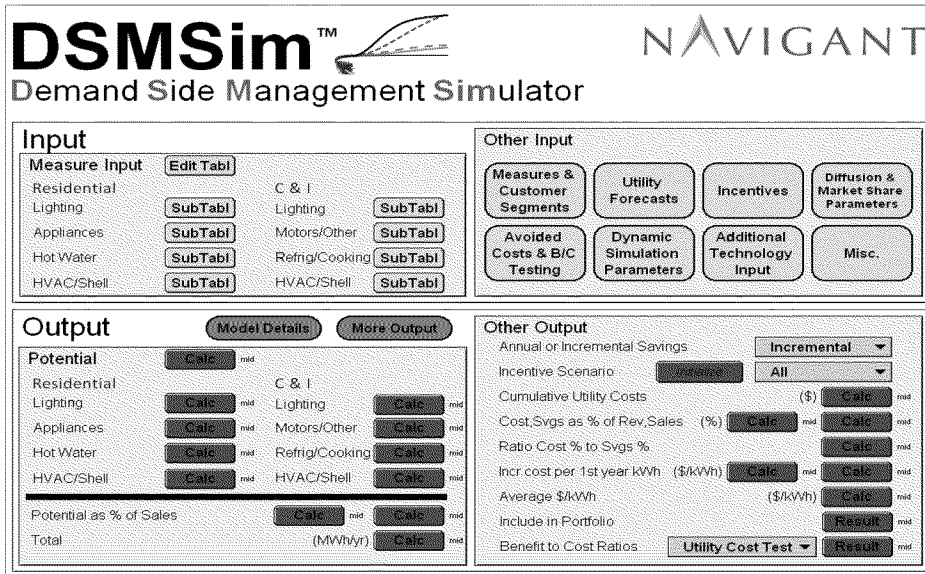 DSMSim™
NAVIGANT
Demand Side Management Simulator
Input
Measure Input Edit Tabl
Residential C & I
Lighting SubTabl Lighting SubTabl
Appliances SubTabl Motors/Other SubTabl
Hot Water SubTabl Refrig/Cooking SubTabl
HVAC/Shell SubTabl HVAC/Shell SubTabl
Other Input
Measures & Customer Segments
Utility Forecasts
Incentives
Diffusion & Market Share Parameters
Avoided Costs & B/C Testing
Dynamic Simulation Parameters
Additional Technology Input
Misc.
Output Model Details More Output
Potential Calc mid
Residential C & I
Lighting Calc mid Lighting Calc mid
Appliances Calc mid Motors/Other Calc mid
Hot Water Calc mid Refrig/Cooking Calc mid
HVAC/Shell Calc mid HVAC/Shell Calc mid
Potential as % of Sales Calc mid Calc mid
Total (MWh/yr) Calc mid
Other Output
Annual or Incremental Savings Incremental
Incentive Scenario Initialize All
Cumulative Utility Costs ($) Calc mid
Cost,Svgs as % of Rev,Sales (%) Calc mid Calc mid
Ratio Cost % to Svgs % Calc mid
Incr cost per 1st year kWh ($/kWh) Calc mid Calc mid
Average $/kWh ($/kWh) Calc mid
Include in Portfolio Result mid
Benefit to Cost Ratios Utility Cost Test Result mid